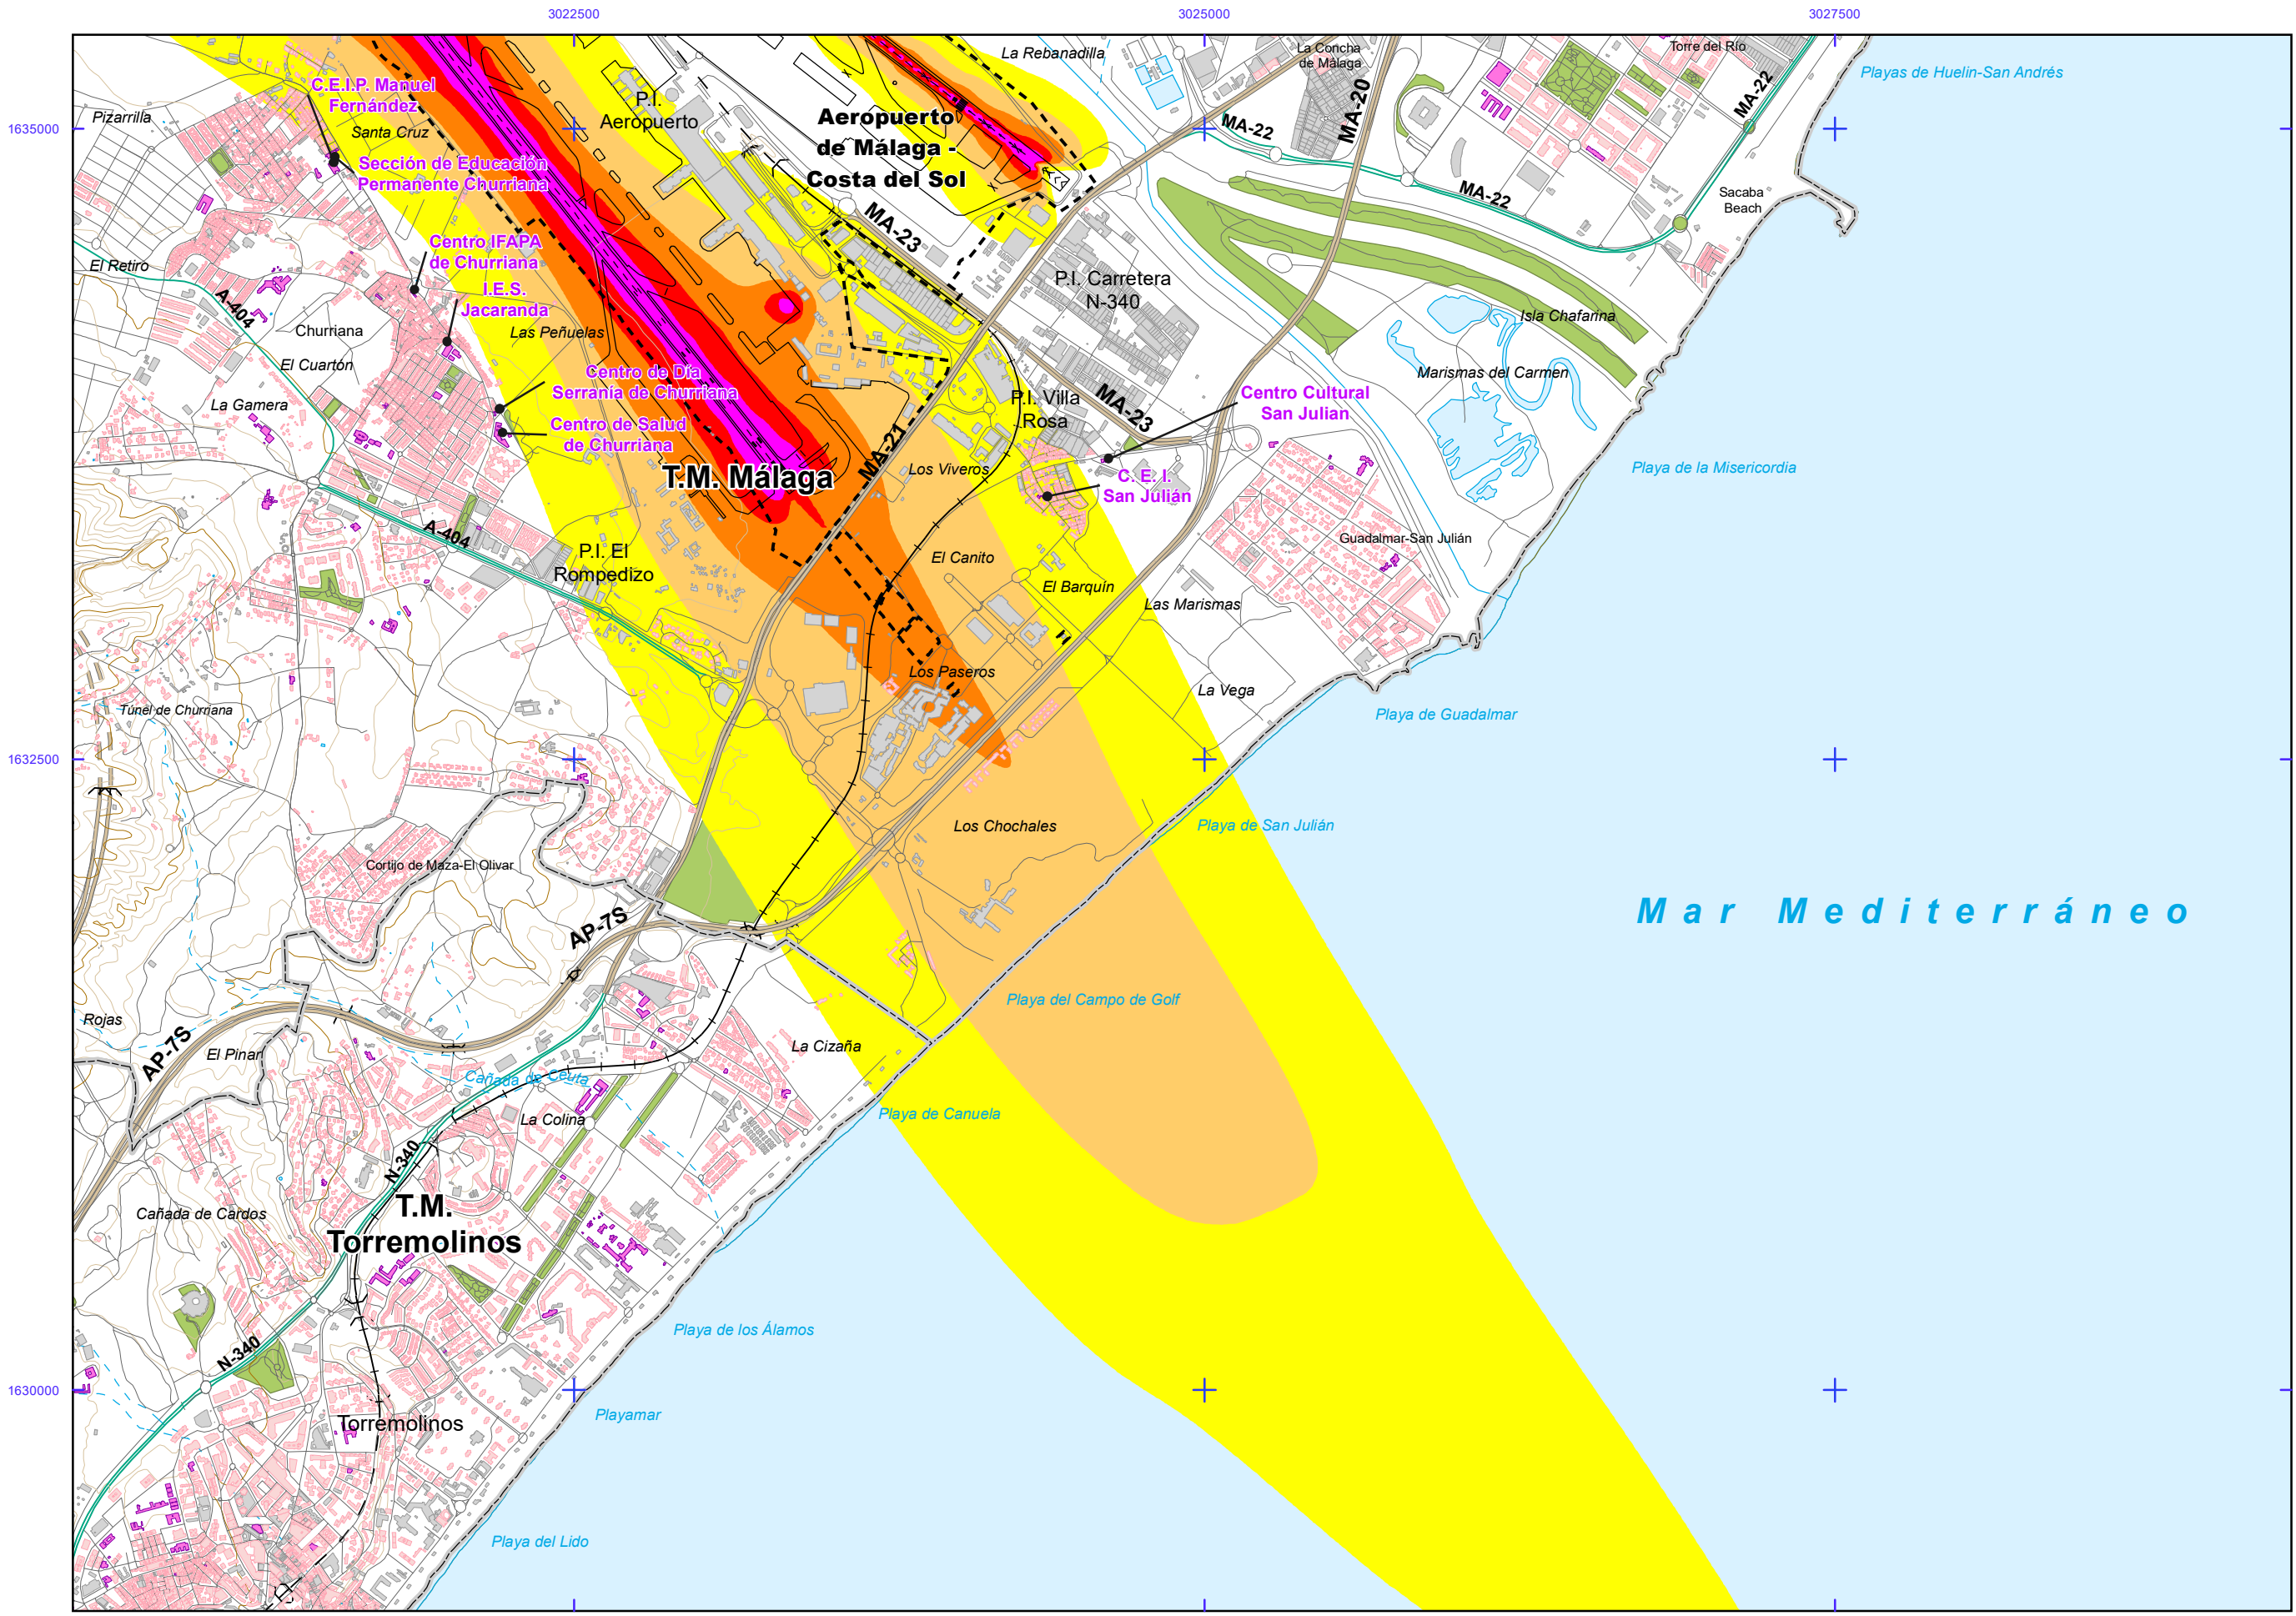 3022500
3025000
3027500
1635000
1632500
1630000
La Rebanadilla
La Concha
de Málaga
Torre del Río
Playas de Huelin-San Andrés
C.E.I.P. Manuel
Fernández
P.I.
Aeropuerto
Aeropuerto
de Málaga -
Costa del Sol
MA-20
MA-22
MA-22
MA-22
Pizarrilla
Santa Cruz
Sección de Educación
Permanente Churriana
Sacaba
Beach
MA-23
Centro IFAPA
de Churriana
El Retiro
P.I. Carretera
N-340
I.E.S.
Jacaranda
A-404
Churriana
Las Peñuelas
Isla Chafarina
El Cuartón
Marismas del Carmen
Centro de Día
Serranía de Churriana
La Gamera
P.I. Villa
Rosa
MA-23
Centro Cultural
San Julian
Centro de Salud
de Churriana
MA-21
T.M. Málaga
Los Viveros
C. E. I.
San Julián
Playa de la Misericordia
A-404
P.I. El
Rompedizo
El Canito
Guadalmar-San Julián
El Barquín
Las Marismas
Los Paseros
La Vega
Túnel de Churriana
Playa de Guadalmar
Los Chochales
Playa de San Julián
Cortijo de Maza-El Olivar
AP-7S
Mar Mediterráneo
Playa del Campo de Golf
Rojas
AP-7S
El Pinar
La Cizaña
Cañada de Ceuta
Playa de Canuela
La Colina
N-340
T.M.
Torremolinos
Cañada de Cardos
Playa de los Álamos
N-340
Torremolinos
Playamar
Playa del Lido